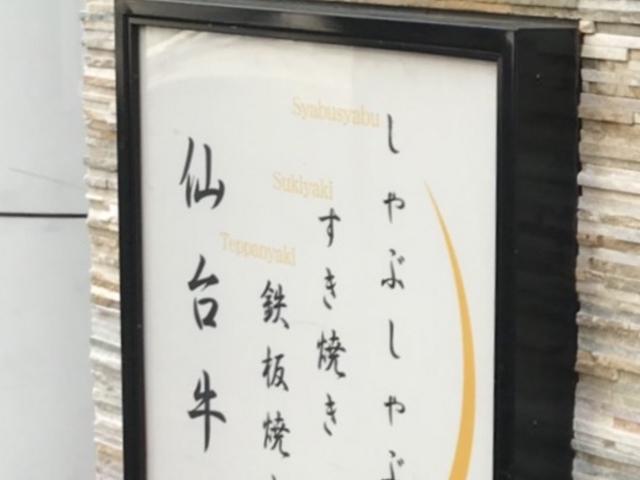 Syabusyabu
しゃぶしゃぶ
Sukiyaki
すき焼き
Teppanyaki
鉄板焼
仙台牛